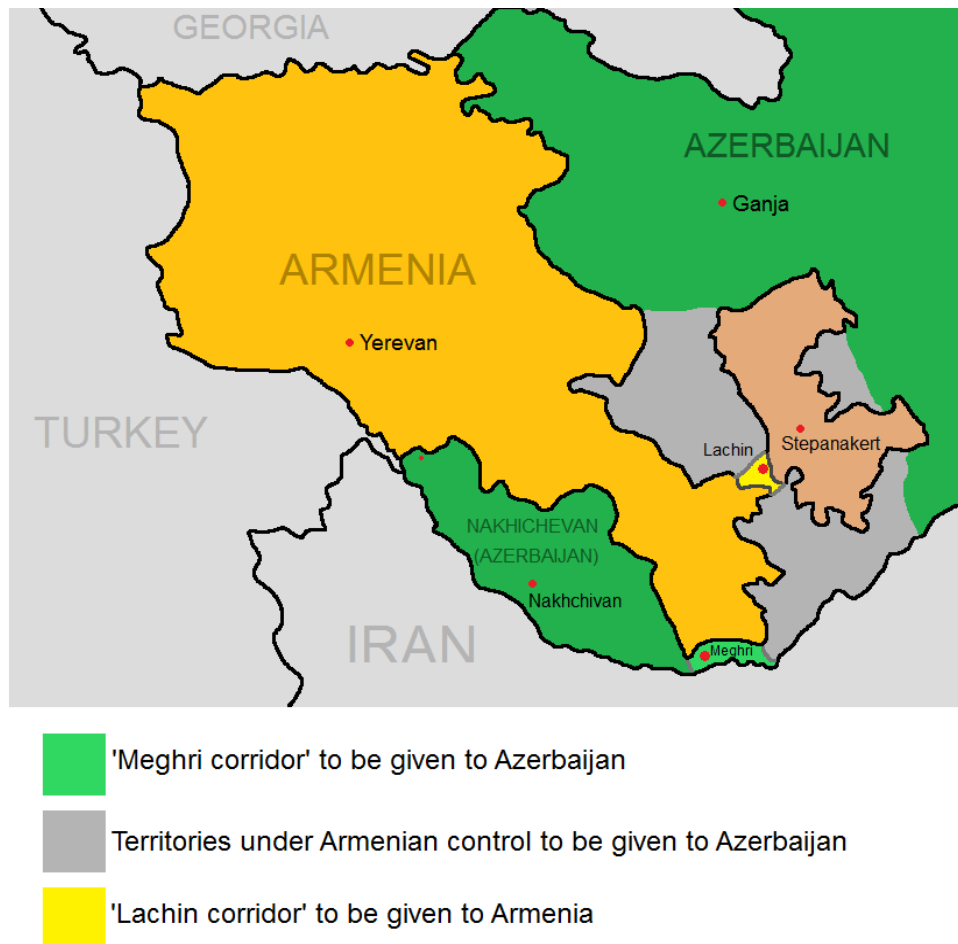 GEORGIA
AZERBAIJAN
Ganja
ARMENIA
Yerevan
TURKEY
Lachin
Stepanakert
NAKHICHEVAN
(AZERBAIJAN)
Nakhchivan
IRAN
Meghri
'Meghri corridor' to be given to Azerbaijan
Territories under Armenian control to be given to Azerbaijan
'Lachin corridor' to be given to Armenia